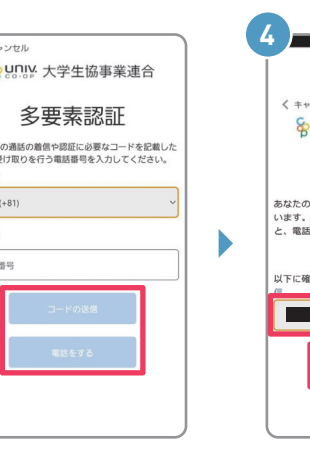 ャンセル
UNIV.
CO-OP
大学生協事業連合
多要素認証
の通話の着信や認証に必要なコードを記載した
受け取りを行う電話番号を入力してください。
(+81)
番号
コードの送信
電話をする
4
< キャ
あなたの
います。
と、電話
以下に確
信